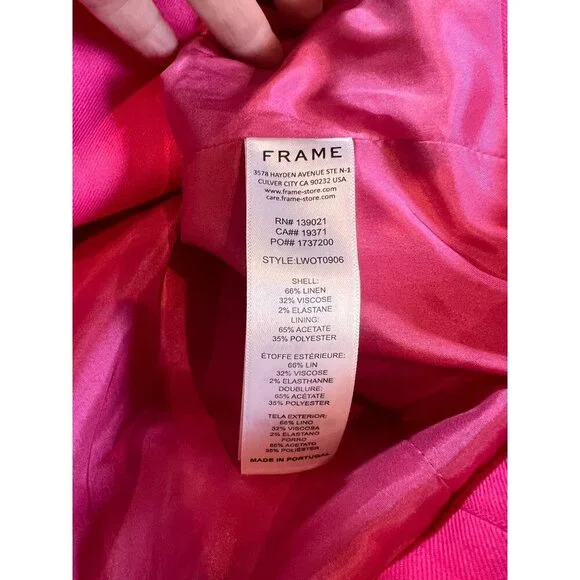 FRAME
3578 HAYDEN AVENUE STE N-1
CULVER CITY CA 90232 USA
www.frame-store.com
care.frame-store.com
RN# 139021
CA## 19371
PO## 1737200
STYLE:LWOT0906
SHELL:
66% LINEN
32% VISCOSE
2% ELASTANE
LINING:
65% ACETATE
35% POLYESTER
ÉTOFFE ESTÉRIEURE:
66% LIN
32% VISCOSE
2% ELASTHANNE
DOUBLURE:
65% ACÉTATE
35% POLYESTER
TELA EXTERIOR:
66% LINO
32% VISCOSA
2% ELASTANO
FORRO
65% ACETATO
35% POLYESTER
MADE IN PORTUGAL